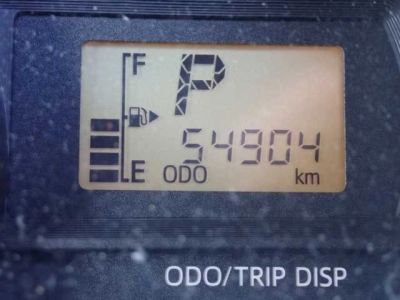 F
P
54904
E ODO km
ODO/TRIP DISP